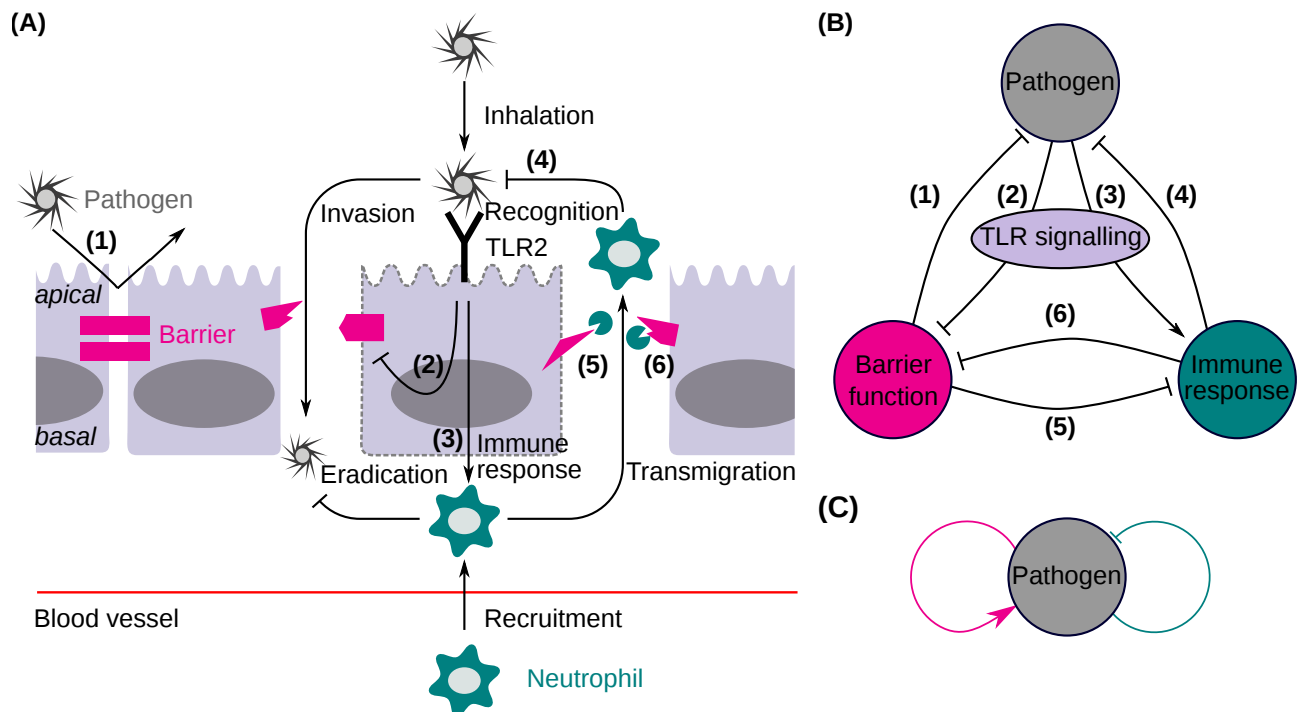 (A)
Inhalation
(4)
Pathogen
(1)
Invasion
Recognition
TLR2
apical
Barrier
(2)
(5)
(6)
basal
(3)
Immune
response
Eradication
Transmigration
Blood vessel
Recruitment
Neutrophil
(B)
Pathogen
(1)
(2)
(3)
(4)
TLR signalling
(6)
Barrier
function
Immune
response
(5)
(C)
Pathogen